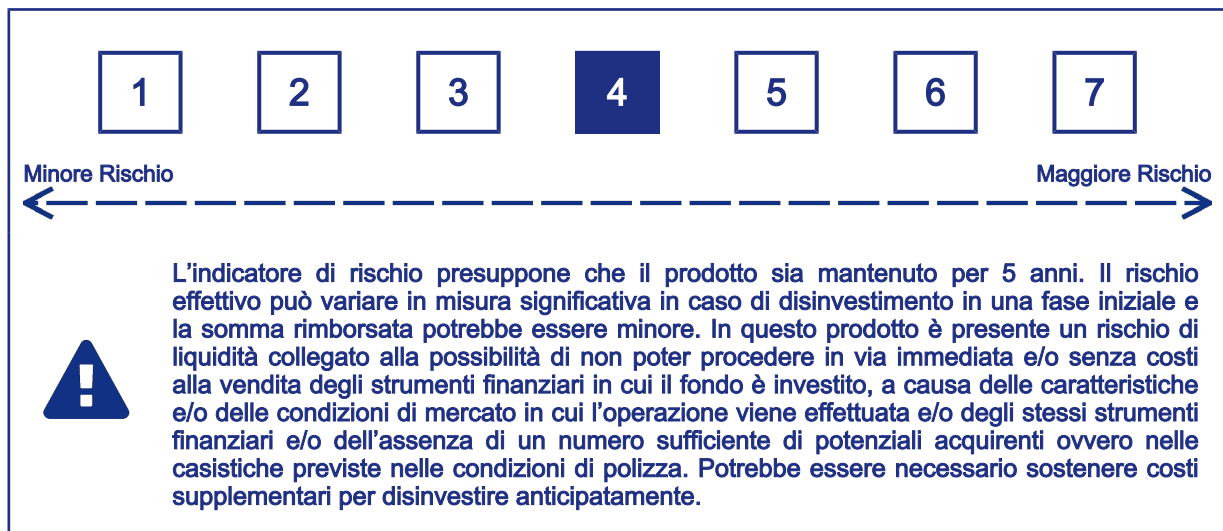 1 2 3 4 5 6 7
Minore Rischio Maggiore Rischio
L'indicatore di rischio presuppone che il prodotto sia mantenuto per 5 anni. Il rischio
effettivo può variare in misura significativa in caso di disinvestimento in una fase iniziale e
la somma rimborsata potrebbe essere minore. In questo prodotto è presente un rischio di
liquidità collegato alla possibilità di non poter procedere in via immediata e/o senza costi
alla vendita degli strumenti finanziari in cui il fondo è investito, a causa delle caratteristiche
e/o delle condizioni di mercato in cui l'operazione viene effettuata e/o degli stessi strumenti
finanziari e/o dell'assenza di un numero sufficiente di potenziali acquirenti ovvero nelle
casistiche previste nelle condizioni di polizza. Potrebbe essere necessario sostenere costi
supplementari per disinvestire anticipatamente.